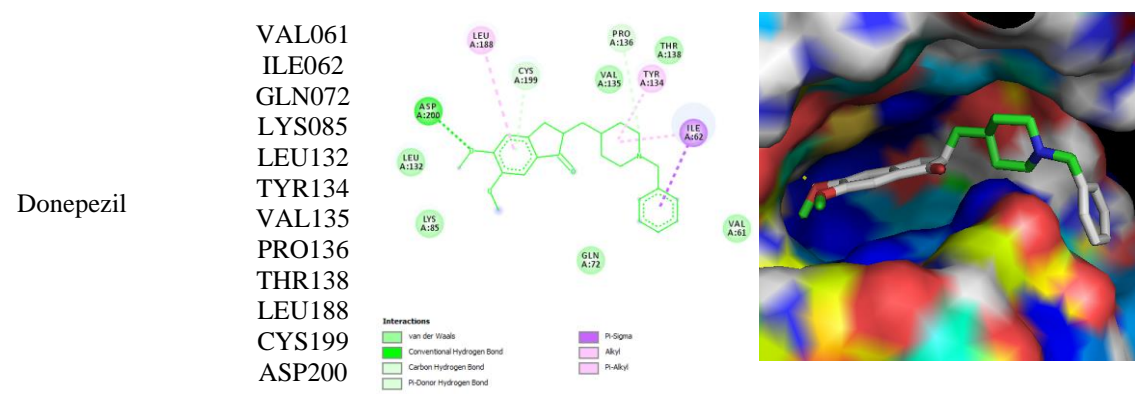 Donepezil
VAL061
ILE062
GLN072
LYS085
LEU132
TYR134
VAL135
PRO136
THR138
LEU188
CYS199
ASP200
LEU
A:188
PRO
A:136
THR
A:138
CYS
A:199
VAL
A:135
TYR
A:134
ASP
A:200
ILE
A:62
LEU
A:132
LYS
A:85
VAL
A:61
GLN
A:72
Interactions
van der Waals
Conventional Hydrogen Bond
Carbon Hydrogen Bond
Pi-Donor Hydrogen Bond
Pi-Sigma
Alkyl
Pi-Alkyl